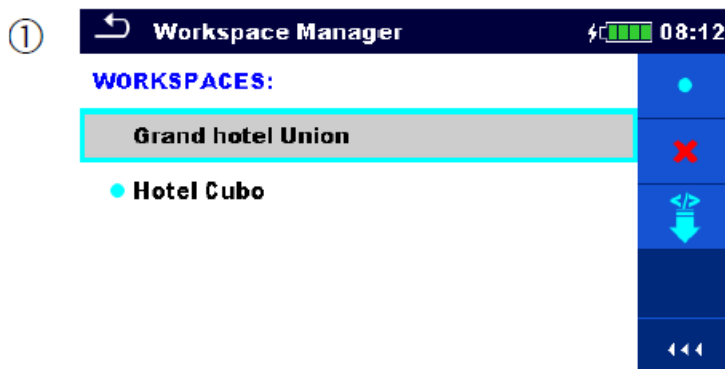 ①
Workspace Manager 08:12
WORKSPACES:
Grand hotel Union
Hotel Cubo
</>